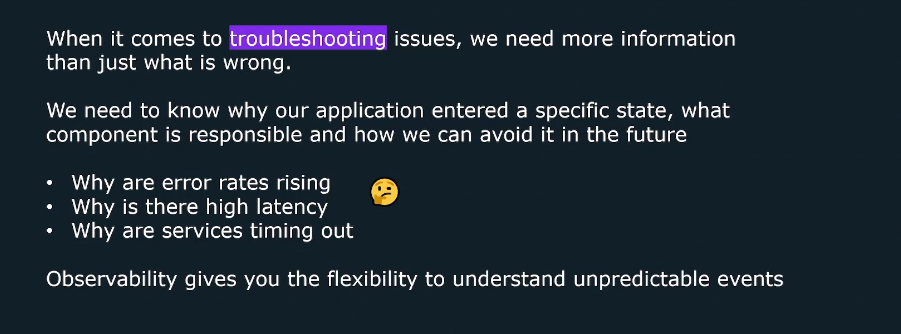 When it comes to troubleshooting issues, we need more information
than just what is wrong.
We need to know why our application entered a specific state, what
component is responsible and how we can avoid it in the future
• Why are error rates rising
• Why is there high latency
• Why are services timing out
Observability gives you the flexibility to understand unpredictable events